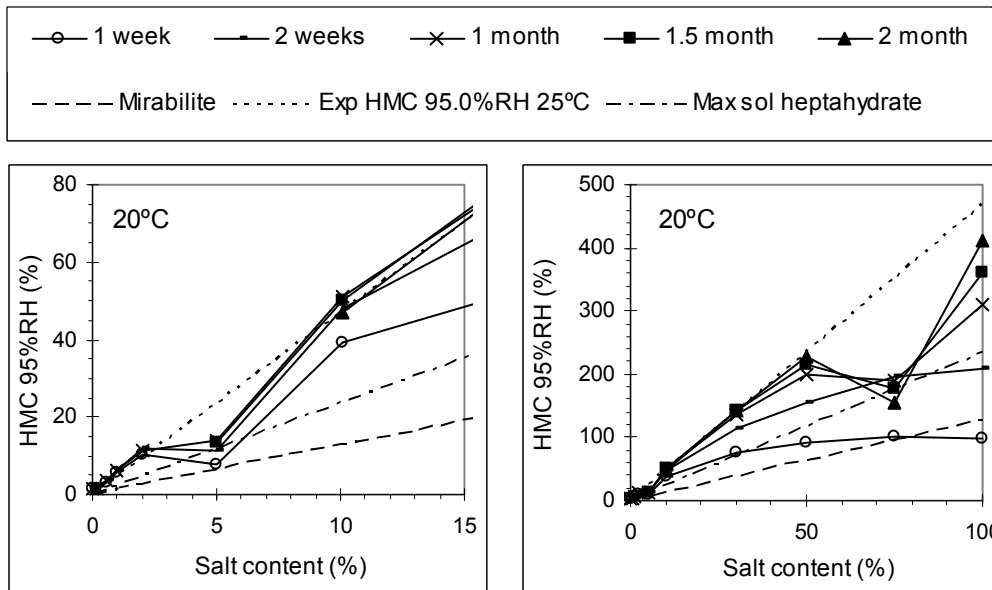 1 week 2 weeks 1 month 1.5 month 2 month
Mirabilite Exp HMC 95.0%RH 25ºC Max sol heptahydrate
80
60
40
20
0
HMC 95%RH (%)
20ºC
0 5 10 15
Salt content (%)
500
400
300
200
100
0
HMC 95%RH (%)
20ºC
0 50 100
Salt content (%)